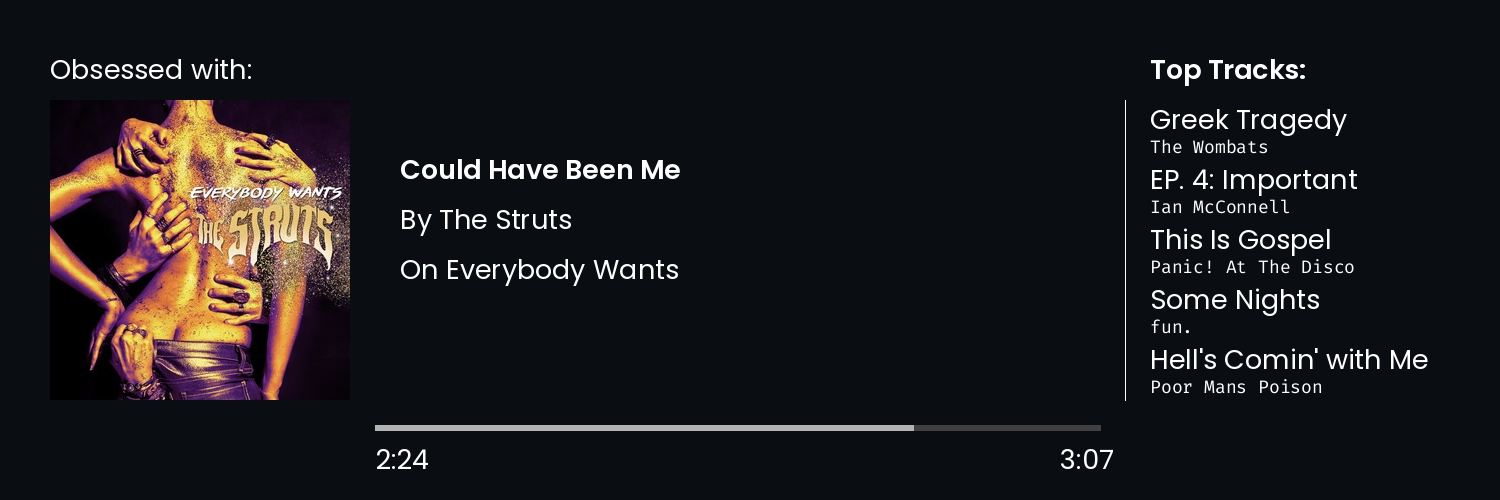 Obsessed with:
EVERYBODY WANTS
THE STRUTS
Could Have Been Me
By The Struts
On Everybody Wants
2:24
3:07
Top Tracks:
Greek Tragedy
The Wombats
EP. 4: Important
Ian McConnell
This Is Gospel
Panic! At The Disco
Some Nights
fun.
Hell's Comin' with Me
Poor Mans Poison